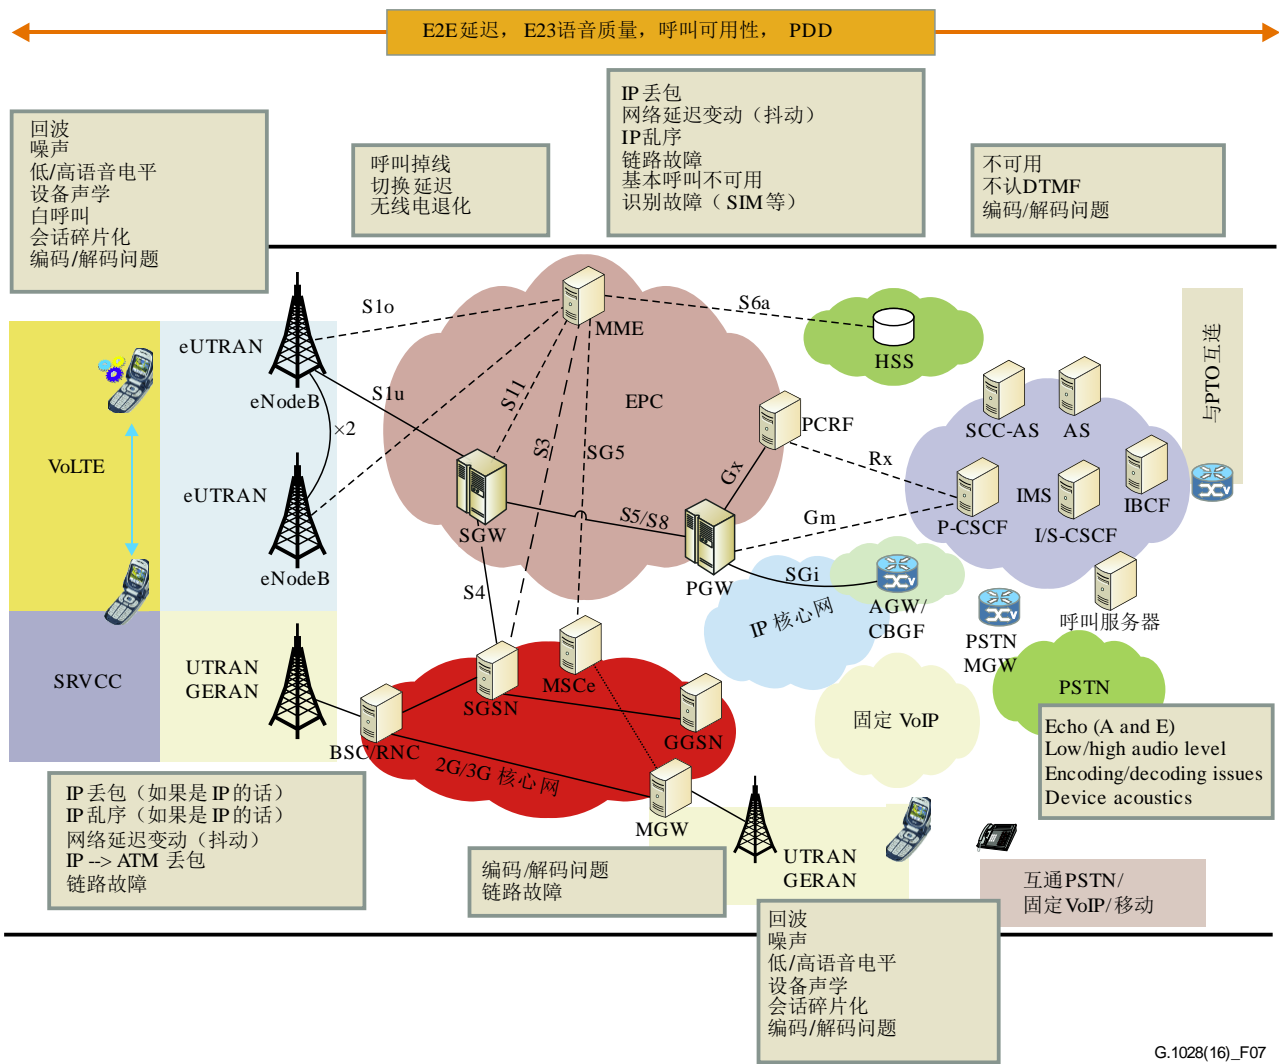 E2E延迟，E23语音质量，呼叫可用性， PDD
回波
噪声
低/高语音电平
设备声学
白呼叫
会话碎片化
编码/解码问题
呼叫掉线
切换延迟
无线电退化
IP丢包
网络延迟变动（抖动）
IP乱序
链路故障
基本呼叫不可用
识别故障（SIM等）
不可用
不认DTMF
编码/解码问题
S1o
MME
S6a
HSS
eUTRAN
eNodeB
S1u
S11
S3
SG5
EPC
PCRF
Gx
Rx
SCC-AS
AS
与PTO互连
×2
VoLTE
eUTRAN
eNodeB
SGW
S5/S8
PGW
Gm
P-CSCF
IMS
I/S-CSCF
IBCF
S4
SGi
IP 核心网
AGW/
CBGF
PSTN
MGW
呼叫服务器
SRVCC
UTRAN
GERAN
BSC/RNC
SGSN
MSCe
GGSN
2G/3G 核心网
MGW
固定 VoIP
PSTN
Echo (A and E)
Low/high audio level
Encoding/decoding issues
Device acoustics
IP丢包（如果是IP的话）
IP乱序（如果是IP的话）
网络延迟变动（抖动）
IP --> ATM 丢包
链路故障
编码/解码问题
链路故障
UTRAN
GERAN
互通PSTN/
固定VoIP/移动
回波
噪声
低/高语音电平
设备声学
会话碎片化
编码/解码问题
G.1028(16)_F07